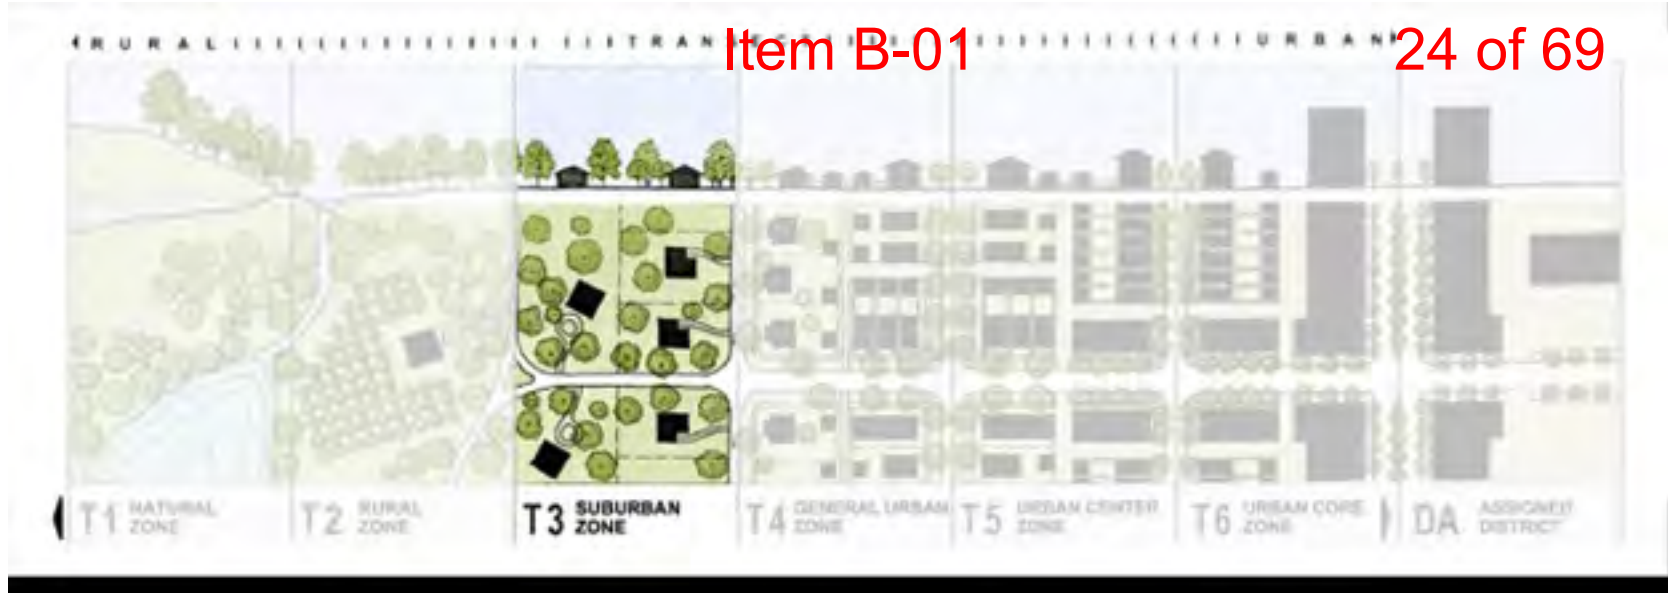 RURAL TRANSECT URBAN
Item B-01
24 of 69
T1 NATURAL ZONE
T2 RURAL ZONE
T3 SUBURBAN ZONE
T4 GENERAL URBAN ZONE
T5 URBAN CENTER ZONE
T6 URBAN CORE ZONE
DA ASSIGNED DISTRICT